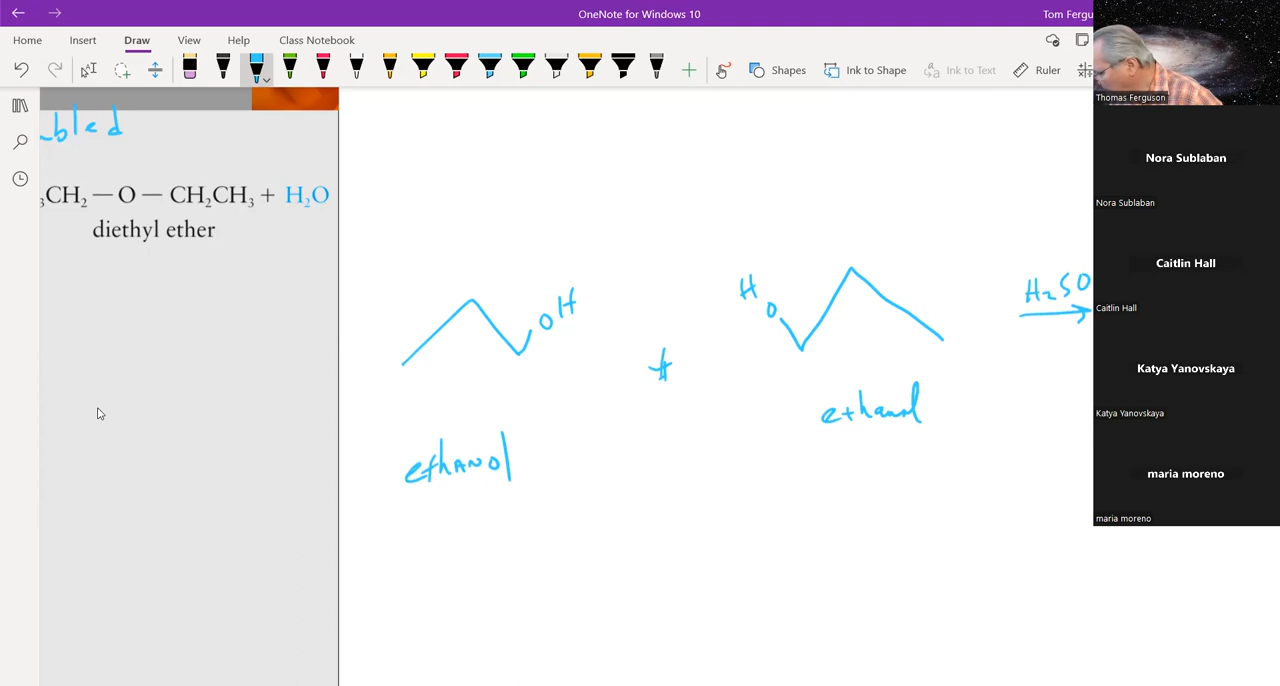 OneNote for Windows 10
Tom Fergu
Home Insert Draw View Help Class Notebook
Shapes Ink to Shape Ink to Text Ruler
Thomas Ferguson
bled
₃CH₂ — O — CH₂CH₃ + H₂O
diethyl ether
OH
+
H
O
H₂SO
ethanol
ethanol
Nora Sublaban
Nora Sublaban
Caitlin Hall
Caitlin Hall
Katya Yanovskaya
Katya Yanovskaya
maria moreno
maria moreno